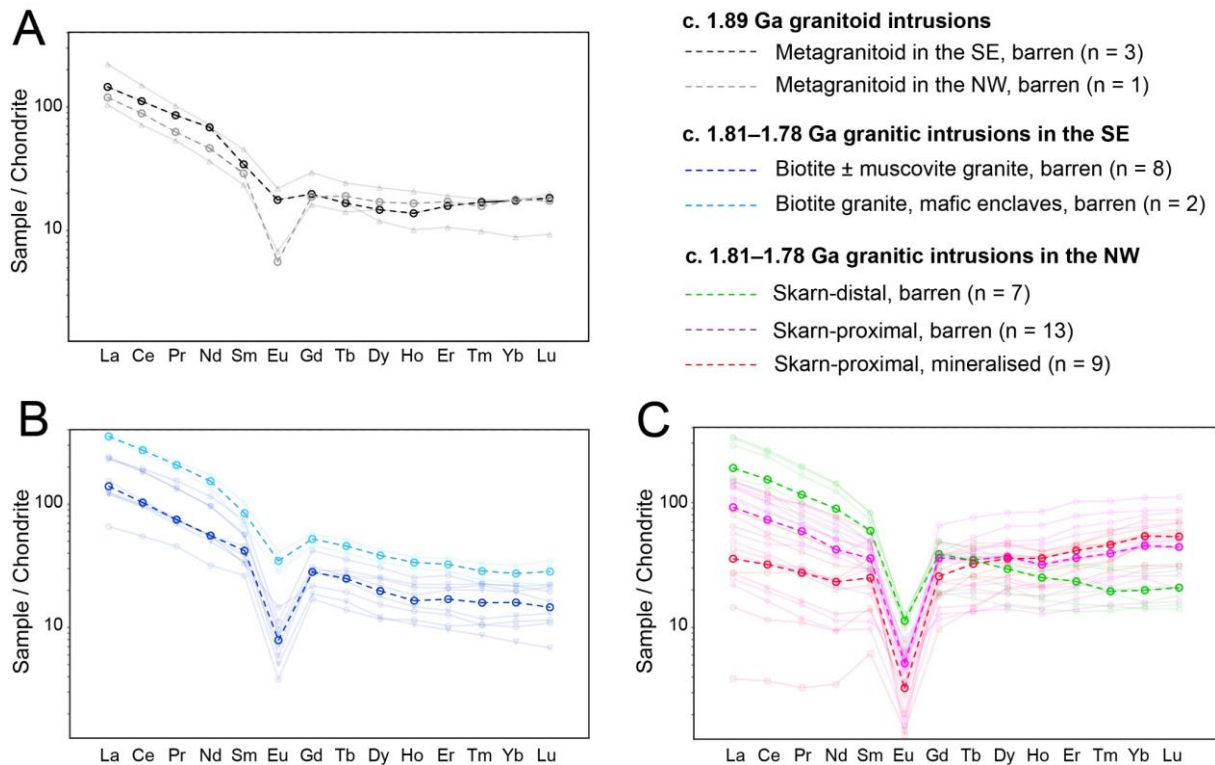 A
Sample / Chondrite
100
10
La Ce Pr Nd Sm Eu Gd Tb Dy Ho Er Tm Yb Lu
c. 1.89 Ga granitoid intrusions
Metagranitoid in the SE, barren (n = 3)
Metagranitoid in the NW, barren (n = 1)
c. 1.81–1.78 Ga granitic intrusions in the SE
Biotite ± muscovite granite, barren (n = 8)
Biotite granite, mafic enclaves, barren (n = 2)
c. 1.81–1.78 Ga granitic intrusions in the NW
Skarn-distal, barren (n = 7)
Skarn-proximal, barren (n = 13)
Skarn-proximal, mineralised (n = 9)
B
Sample / Chondrite
100
10
La Ce Pr Nd Sm Eu Gd Tb Dy Ho Er Tm Yb Lu
C
Sample / Chondrite
100
10
La Ce Pr Nd Sm Eu Gd Tb Dy Ho Er Tm Yb Lu